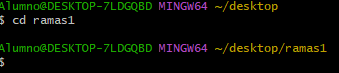 Alumno@DESKTOP-7LDGQBD MINGW64 ~/desktop
$ cd ramas1
Alumno@DESKTOP-7LDGQBD MINGW64 ~/desktop/ramas1
$